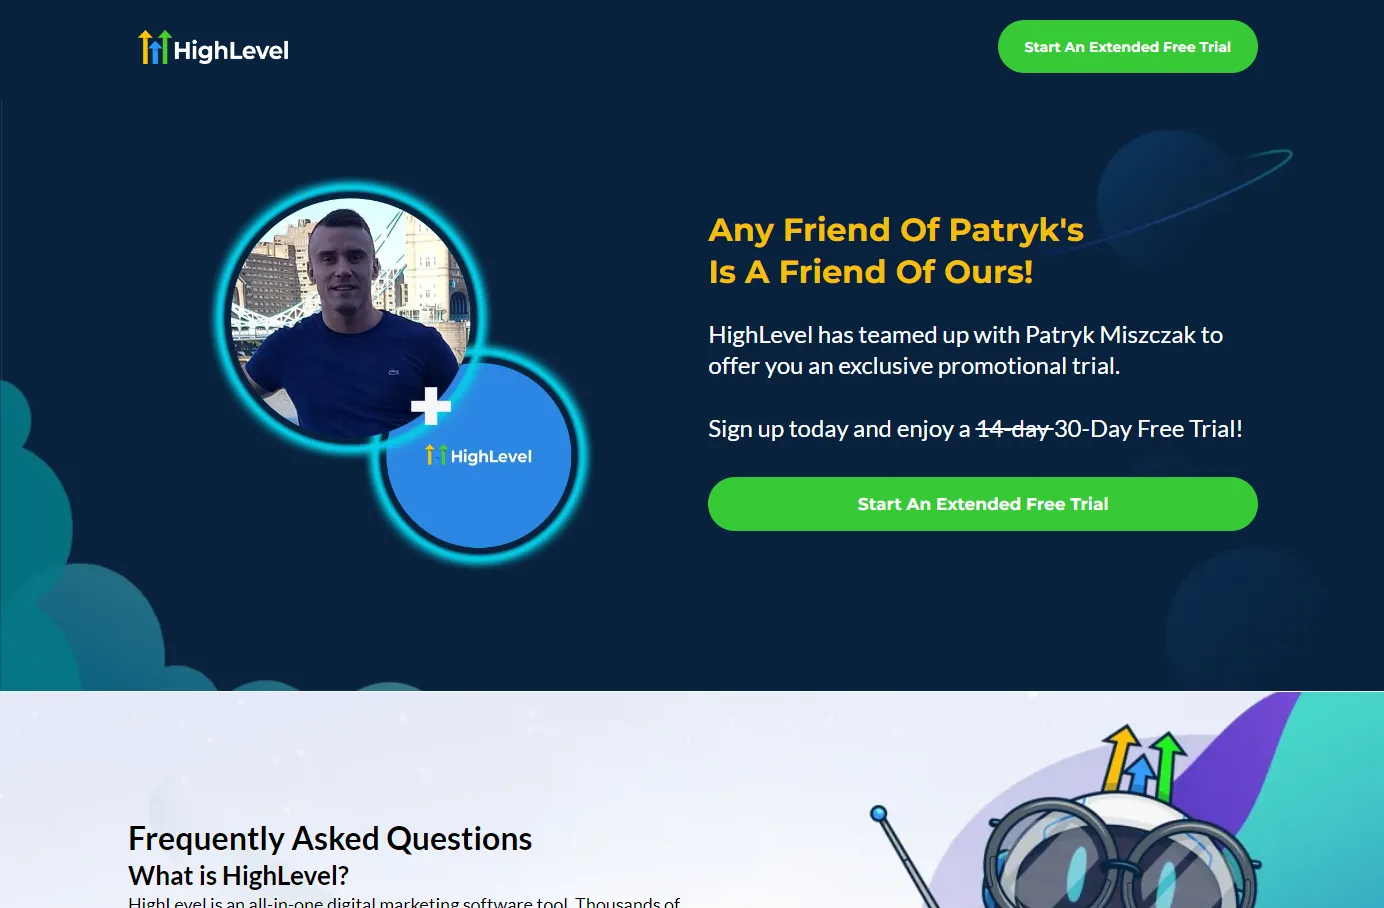 HighLevel
Start An Extended Free Trial
Any Friend Of Patryk's
Is A Friend Of Ours!
HighLevel has teamed up with Patryk Miszczak to
offer you an exclusive promotional trial.
Sign up today and enjoy a 14-day 30-Day Free Trial!
HighLevel
Start An Extended Free Trial
Frequently Asked Questions
What is HighLevel?
HighLevel is an all-in-one digital marketing software tool. Thousands of